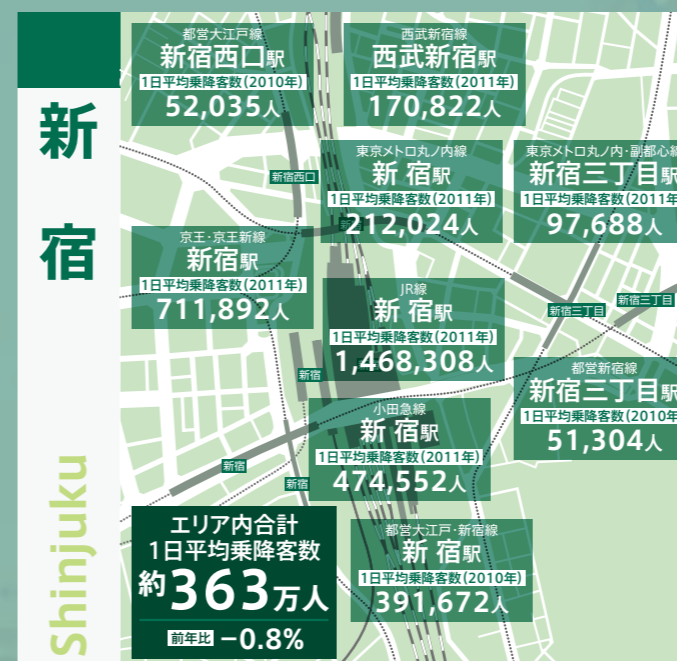 新宿
Shinjuku
都営大江戸線
新宿西口駅
1日平均乗降客数(2010年)
52,035人
西武新宿線
西武新宿駅
1日平均乗降客数(2011年)
170,822人
東京メトロ丸ノ内線
新宿駅
1日平均乗降客数(2011年)
212,024人
東京メトロ丸ノ内・副都心線
新宿三丁目駅
1日平均乗降客数(2011年
97,688人
新宿西口
京王・京王新線
新宿駅
1日平均乗降客数(2011年)
711,892人
JR線
新宿駅
1日平均乗降客数(2011年)
1,468,308人
新宿三丁目
新宿三丁目
新宿
都営新宿線
新宿三丁目駅
1日平均乗降客数(2010年
51,304人
小田急線
新宿駅
1日平均乗降客数(2011年)
474,552人
新宿
新宿
エリア内合計
1日平均乗降客数
約363万人
前年比 −0.8%
都営大江戸・新宿線
新宿駅
1日平均乗降客数(2010年)
391,672人